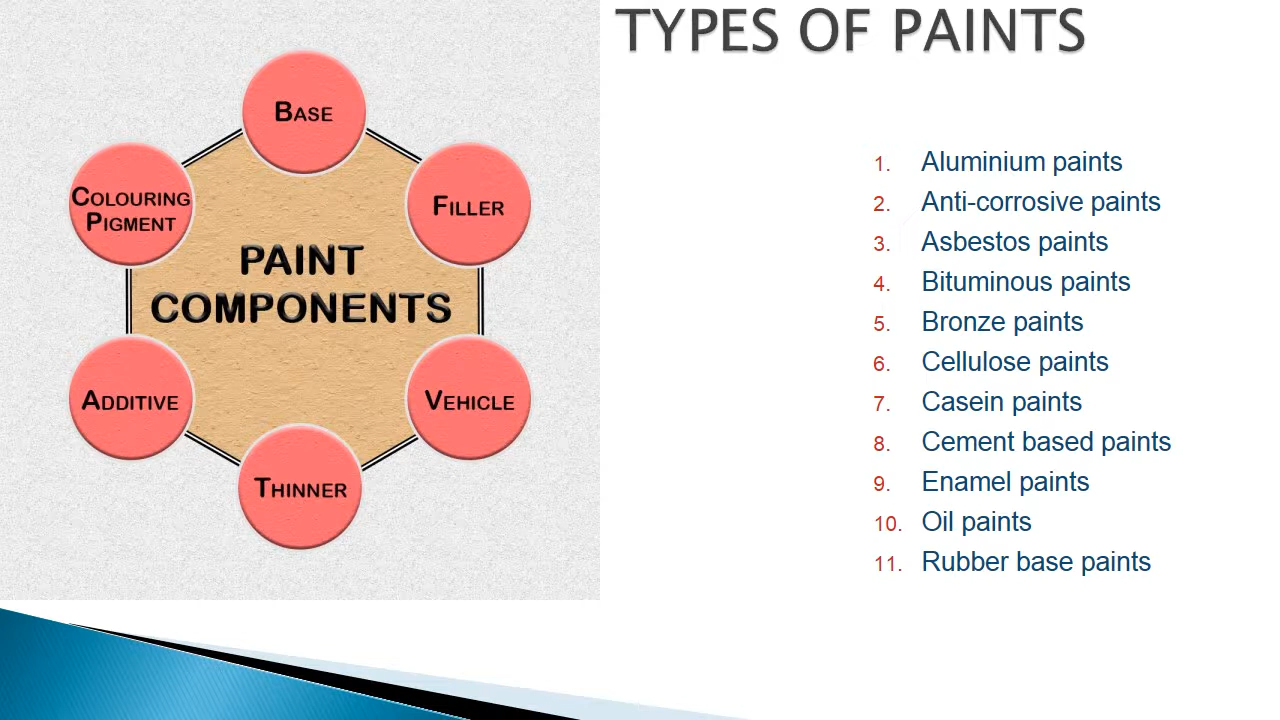 TYPES OF PAINTS
BASE
COLOURING
PIGMENT
FILLER
PAINT
COMPONENTS
ADDITIVE
VEHICLE
THINNER
1. Aluminium paints
2. Anti-corrosive paints
3. Asbestos paints
4. Bituminous paints
5. Bronze paints
6. Cellulose paints
7. Casein paints
8. Cement based paints
9. Enamel paints
10. Oil paints
11. Rubber base paints